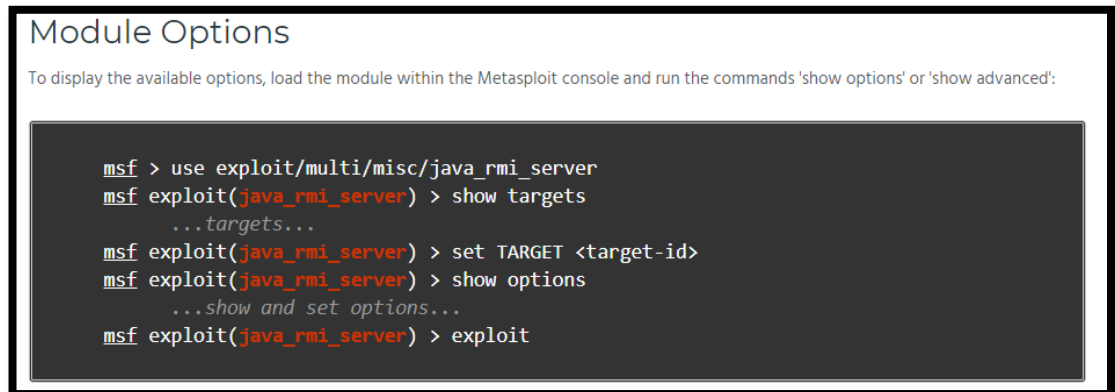 Module Options
To display the available options, load the module within the Metasploit console and run the commands 'show options' or 'show advanced':
msf > use exploit/multi/misc/java_rmi_server
msf exploit(java_rmi_server) > show targets
...targets...
msf exploit(java_rmi_server) > set TARGET <target-id>
msf exploit(java_rmi_server) > show options
...show and set options...
msf exploit(java_rmi_server) > exploit